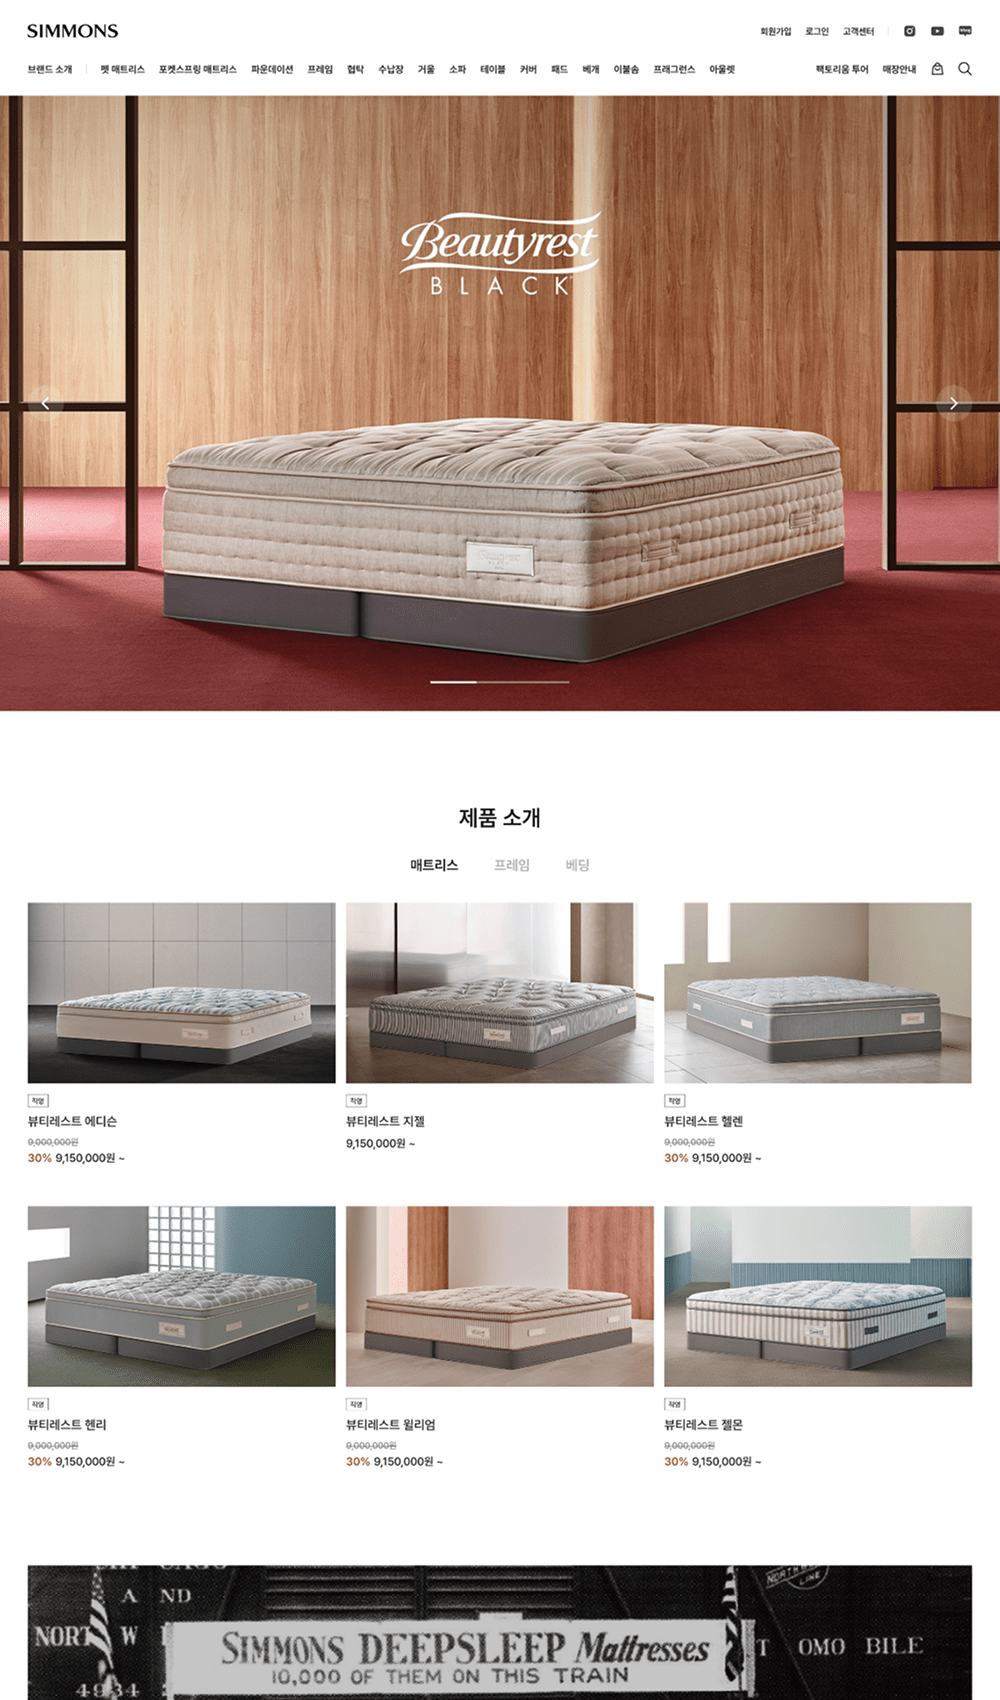 SIMMONS
회원가입 로그인 고객센터
브랜드 소개 펫 매트리스 포켓스프링 매트리스 파운데이션 프레임 협탁 수납장 거울 소파 테이블 커버 패드 베개 이불솜 프래그런스 아울렛 팩토리움 투어 매장안내
Beautyrest
BLACK
제품 소개
매트리스 프레임 베딩
직영 직영 직영
뷰티레스트 에디슨 뷰티레스트 지젤 뷰티레스트 헬렌
9,000,000원 9,150,000원 ~ 9,000,000원
30% 9,150,000원 ~ 30% 9,150,000원 ~
직영 직영 직영
뷰티레스트 헨리 뷰티레스트 윌리엄 뷰티레스트 젤몬
9,000,000원 9,000,000원 9,000,000원
30% 9,150,000원 ~ 30% 9,150,000원 ~ 30% 9,150,000원 ~
LINE
A ND
NORT W T OMO BILE
SIMMONS DEEPSLEEP Mattresses
10,000 OF THEM ON THIS TRAIN
4934